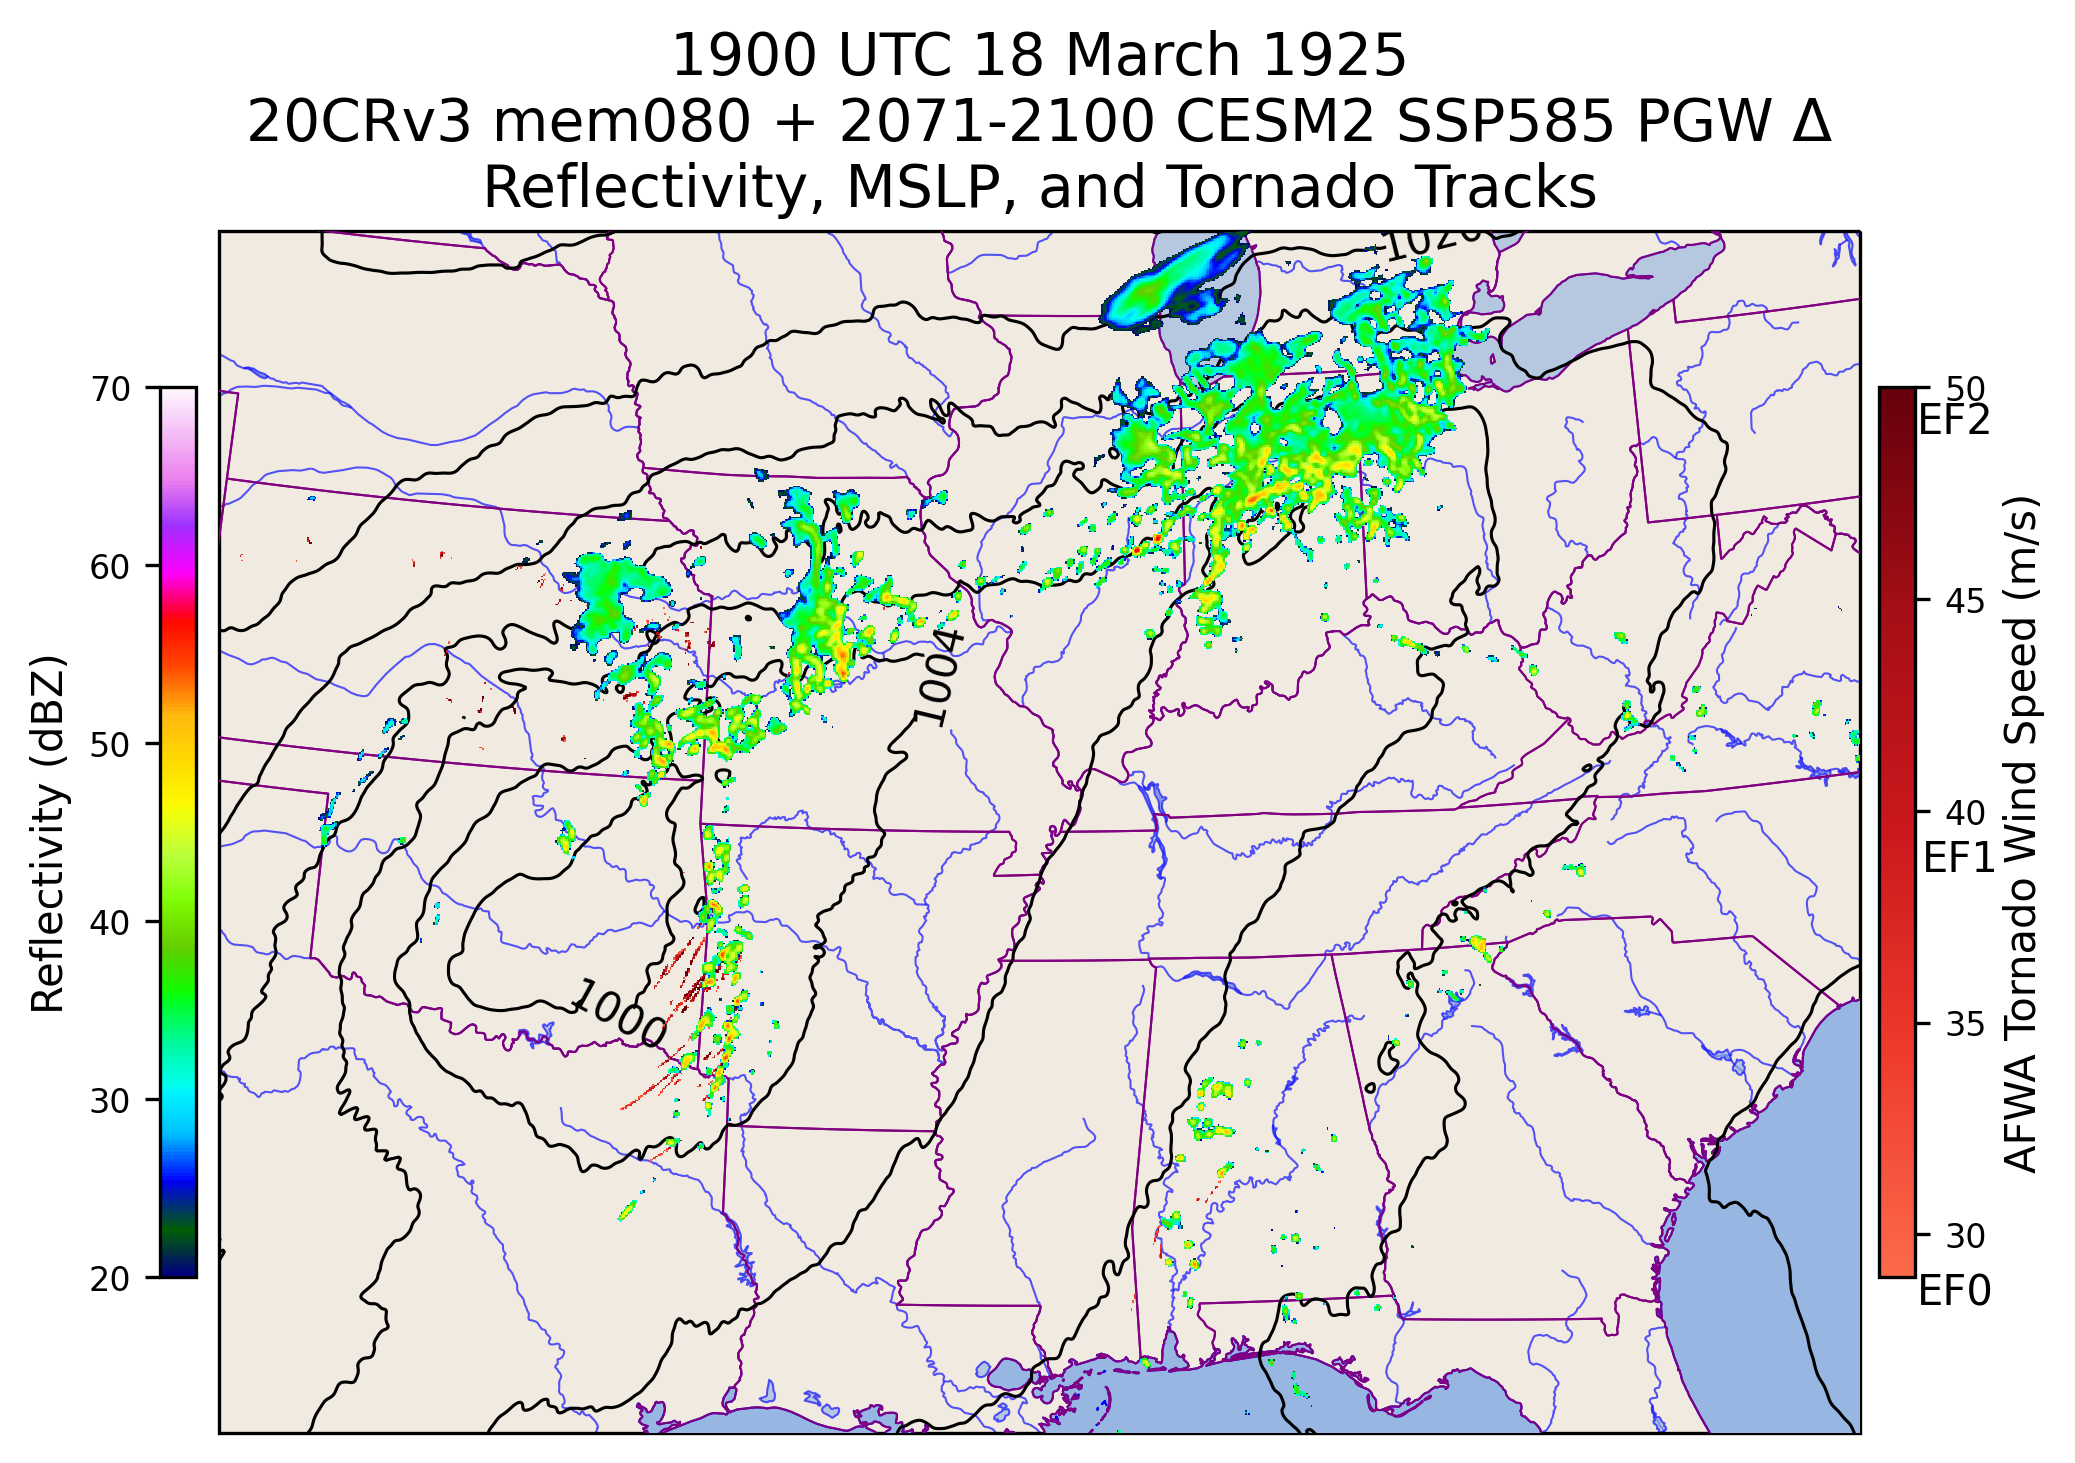 1900 UTC 18 March 1925
20CRv3 mem080 + 2071-2100 CESM2 SSP585 PGW Δ
Reflectivity, MSLP, and Tornado Tracks
Reflectivity (dBZ)
70
60
50
40
30
20
1004
1000
50
EF2
45
40
EF1
35
30
EF0
AFWA Tornado Wind Speed (m/s)